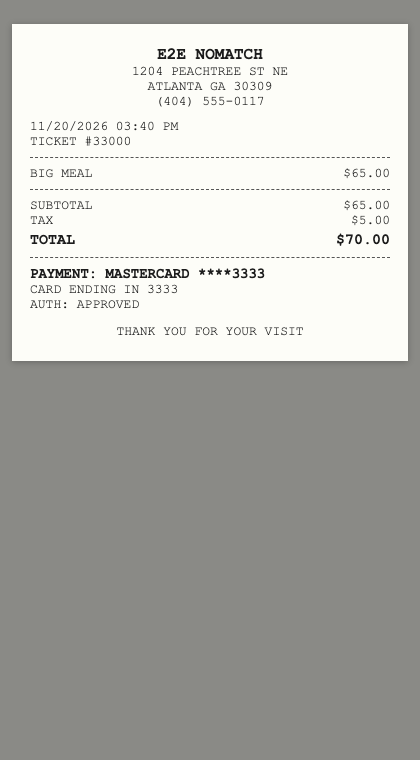 E2E NOMATCH
1204 PEACHTREE ST NE
ATLANTA GA 30309
(404) 555-0117
11/20/2026 03:40 PM
TICKET #33000
BIG MEAL $65.00
SUBTOTAL $65.00
TAX $5.00
TOTAL $70.00
PAYMENT: MASTERCARD ****3333
CARD ENDING IN 3333
AUTH: APPROVED
THANK YOU FOR YOUR VISIT